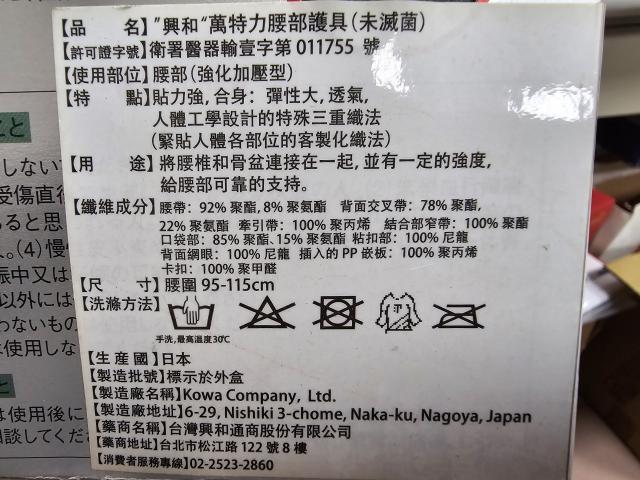 【品　　名】"興和"萬特力腰部護具(未滅菌)
【許可證字號】衛署醫器輸壹字第 011755 號
【使用部位】腰部(強化加壓型)
【特　　點】貼力強, 合身: 彈性大, 透氣,
人體工學設計的特殊三重織法
(緊貼人體各部位的客製化織法)
【用　　途】將腰椎和骨盆連接在一起, 並有一定的強度,
給腰部可靠的支持。
【纖維成分】腰帶: 92% 聚酯, 8% 聚氨酯 背面交叉帶: 78% 聚酯,
22% 聚氨酯 牽引帶: 100% 聚丙烯 結合部窄帶: 100% 聚酯
口袋部: 85% 聚酯、15% 聚氨酯 粘扣部: 100% 尼龍
背面網眼: 100% 尼龍 插入的 PP 嵌板: 100% 聚丙烯
卡扣: 100% 聚甲醛
【尺　　寸】腰圍 95-115cm
【洗滌方法】
手洗, 最高溫度30℃
【生 產 國】日本
【製造批號】標示於外盒
【製造廠名稱】Kowa Company, Ltd.
【製造廠地址】6-29, Nishiki 3-chome, Naka-ku, Nagoya, Japan
【藥商名稱】台灣興和通商股份有限公司
【藥商地址】台北市松江路 122 號 8 樓
【消費者服務專線】02-2523-2860
こと
しない
受傷直後
ると思
。(4)慢
娠中又は
以外には
わないもの
に使用しな
と
は使用後に
相談してくだ